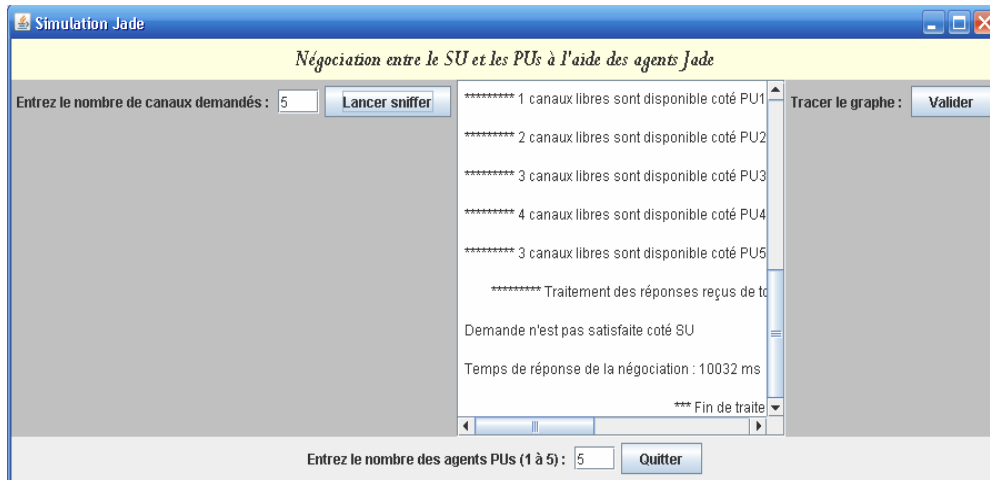 Simulation Jade
Négociation entre le SU et les PUs à l'aide des agents Jade
Entrez le nombre de canaux demandés : 5 Lancer sniffer
********* 1 canaux libres sont disponible coté PU1
********* 2 canaux libres sont disponible coté PU2
********* 3 canaux libres sont disponible coté PU3
********* 4 canaux libres sont disponible coté PU4
********* 3 canaux libres sont disponible coté PU5
********* Traitement des réponses reçus de
Demande n'est pas satisfaite coté SU
Temps de réponse de la négociation : 10032 ms
*** Fin de traite
Tracer le graphe : Valider
Entrez le nombre des agents PUs (1 à 5) : 5 Quitter